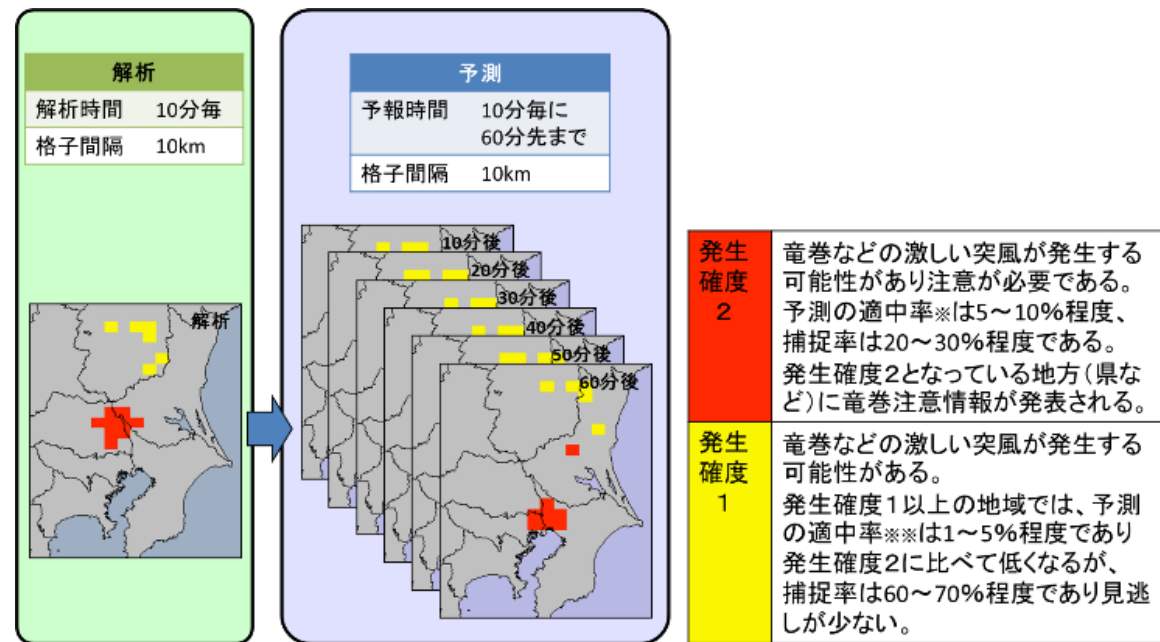 解析
解析時間 10分毎
格子間隔 10km
解析
予測
予報時間 10分毎に
60分先まで
格子間隔 10km
10分後
20分後
30分後
40分後
50分後
60分後
発生
確度
2
竜巻などの激しい突風が発生する
可能性があり注意が必要である。
予測の適中率※は5~10%程度、
捕捉率は20~30%程度である。
発生確度2となっている地方(県な
ど)に竜巻注意情報が発表される。
発生
確度
1
竜巻などの激しい突風が発生する
可能性がある。
発生確度1以上の地域では、予測
の適中率※※は1~5%程度であり
発生確度2に比べて低くなるが、
捕捉率は60~70%程度であり見逃
しが少ない。